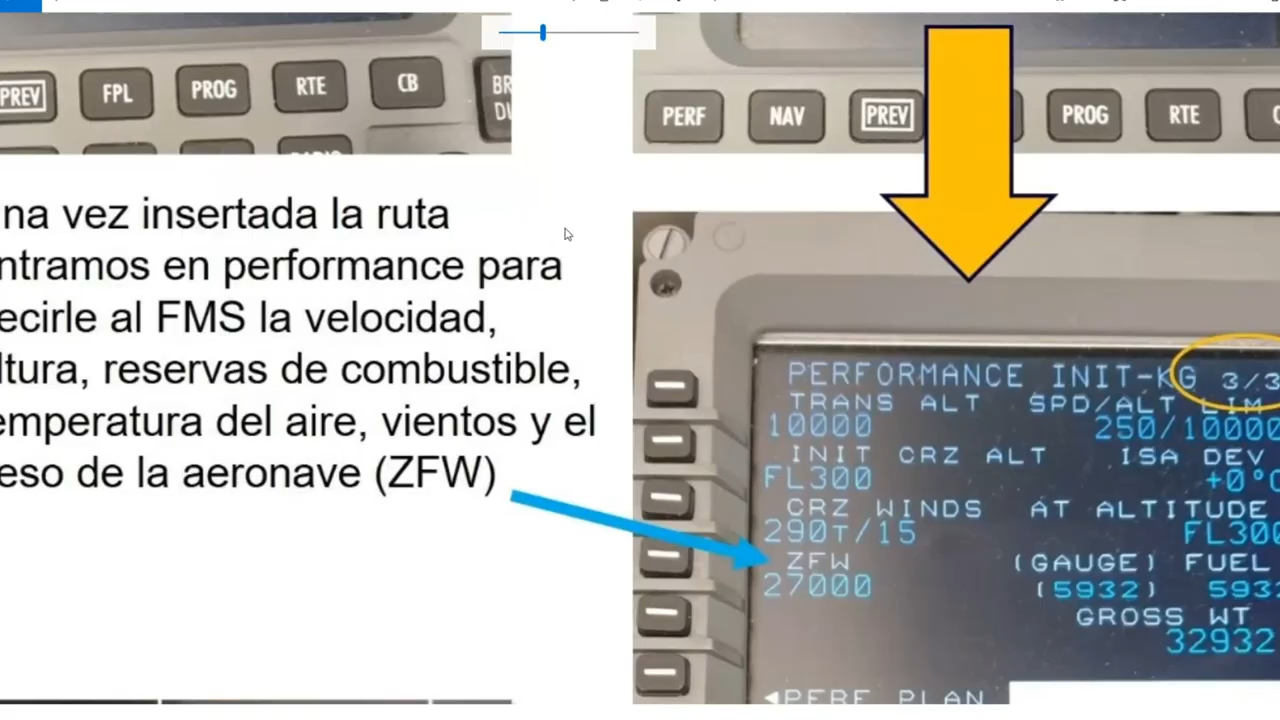 PREV FPL PROG RTE CB
PERF NAV PREV PROG RTE
na vez insertada la ruta
ntramos en performance para
ecirle al FMS la velocidad,
ltura, reservas de combustible,
emperatura del aire, vientos y el
eso de la aeronave (ZFW)
PERFORMANCE INIT-KG 3/3
TRANS ALT SPD/ALT LIM
10000 250/10000
INIT CRZ ALT ISA DEV
FL300 +0°C
CRZ WINDS AT ALTITUDE
290T/15 FL300
ZFW (GAUGE) FUEL
27000 (5932) 593
GROSS WT
32932
◄PERF PLAN